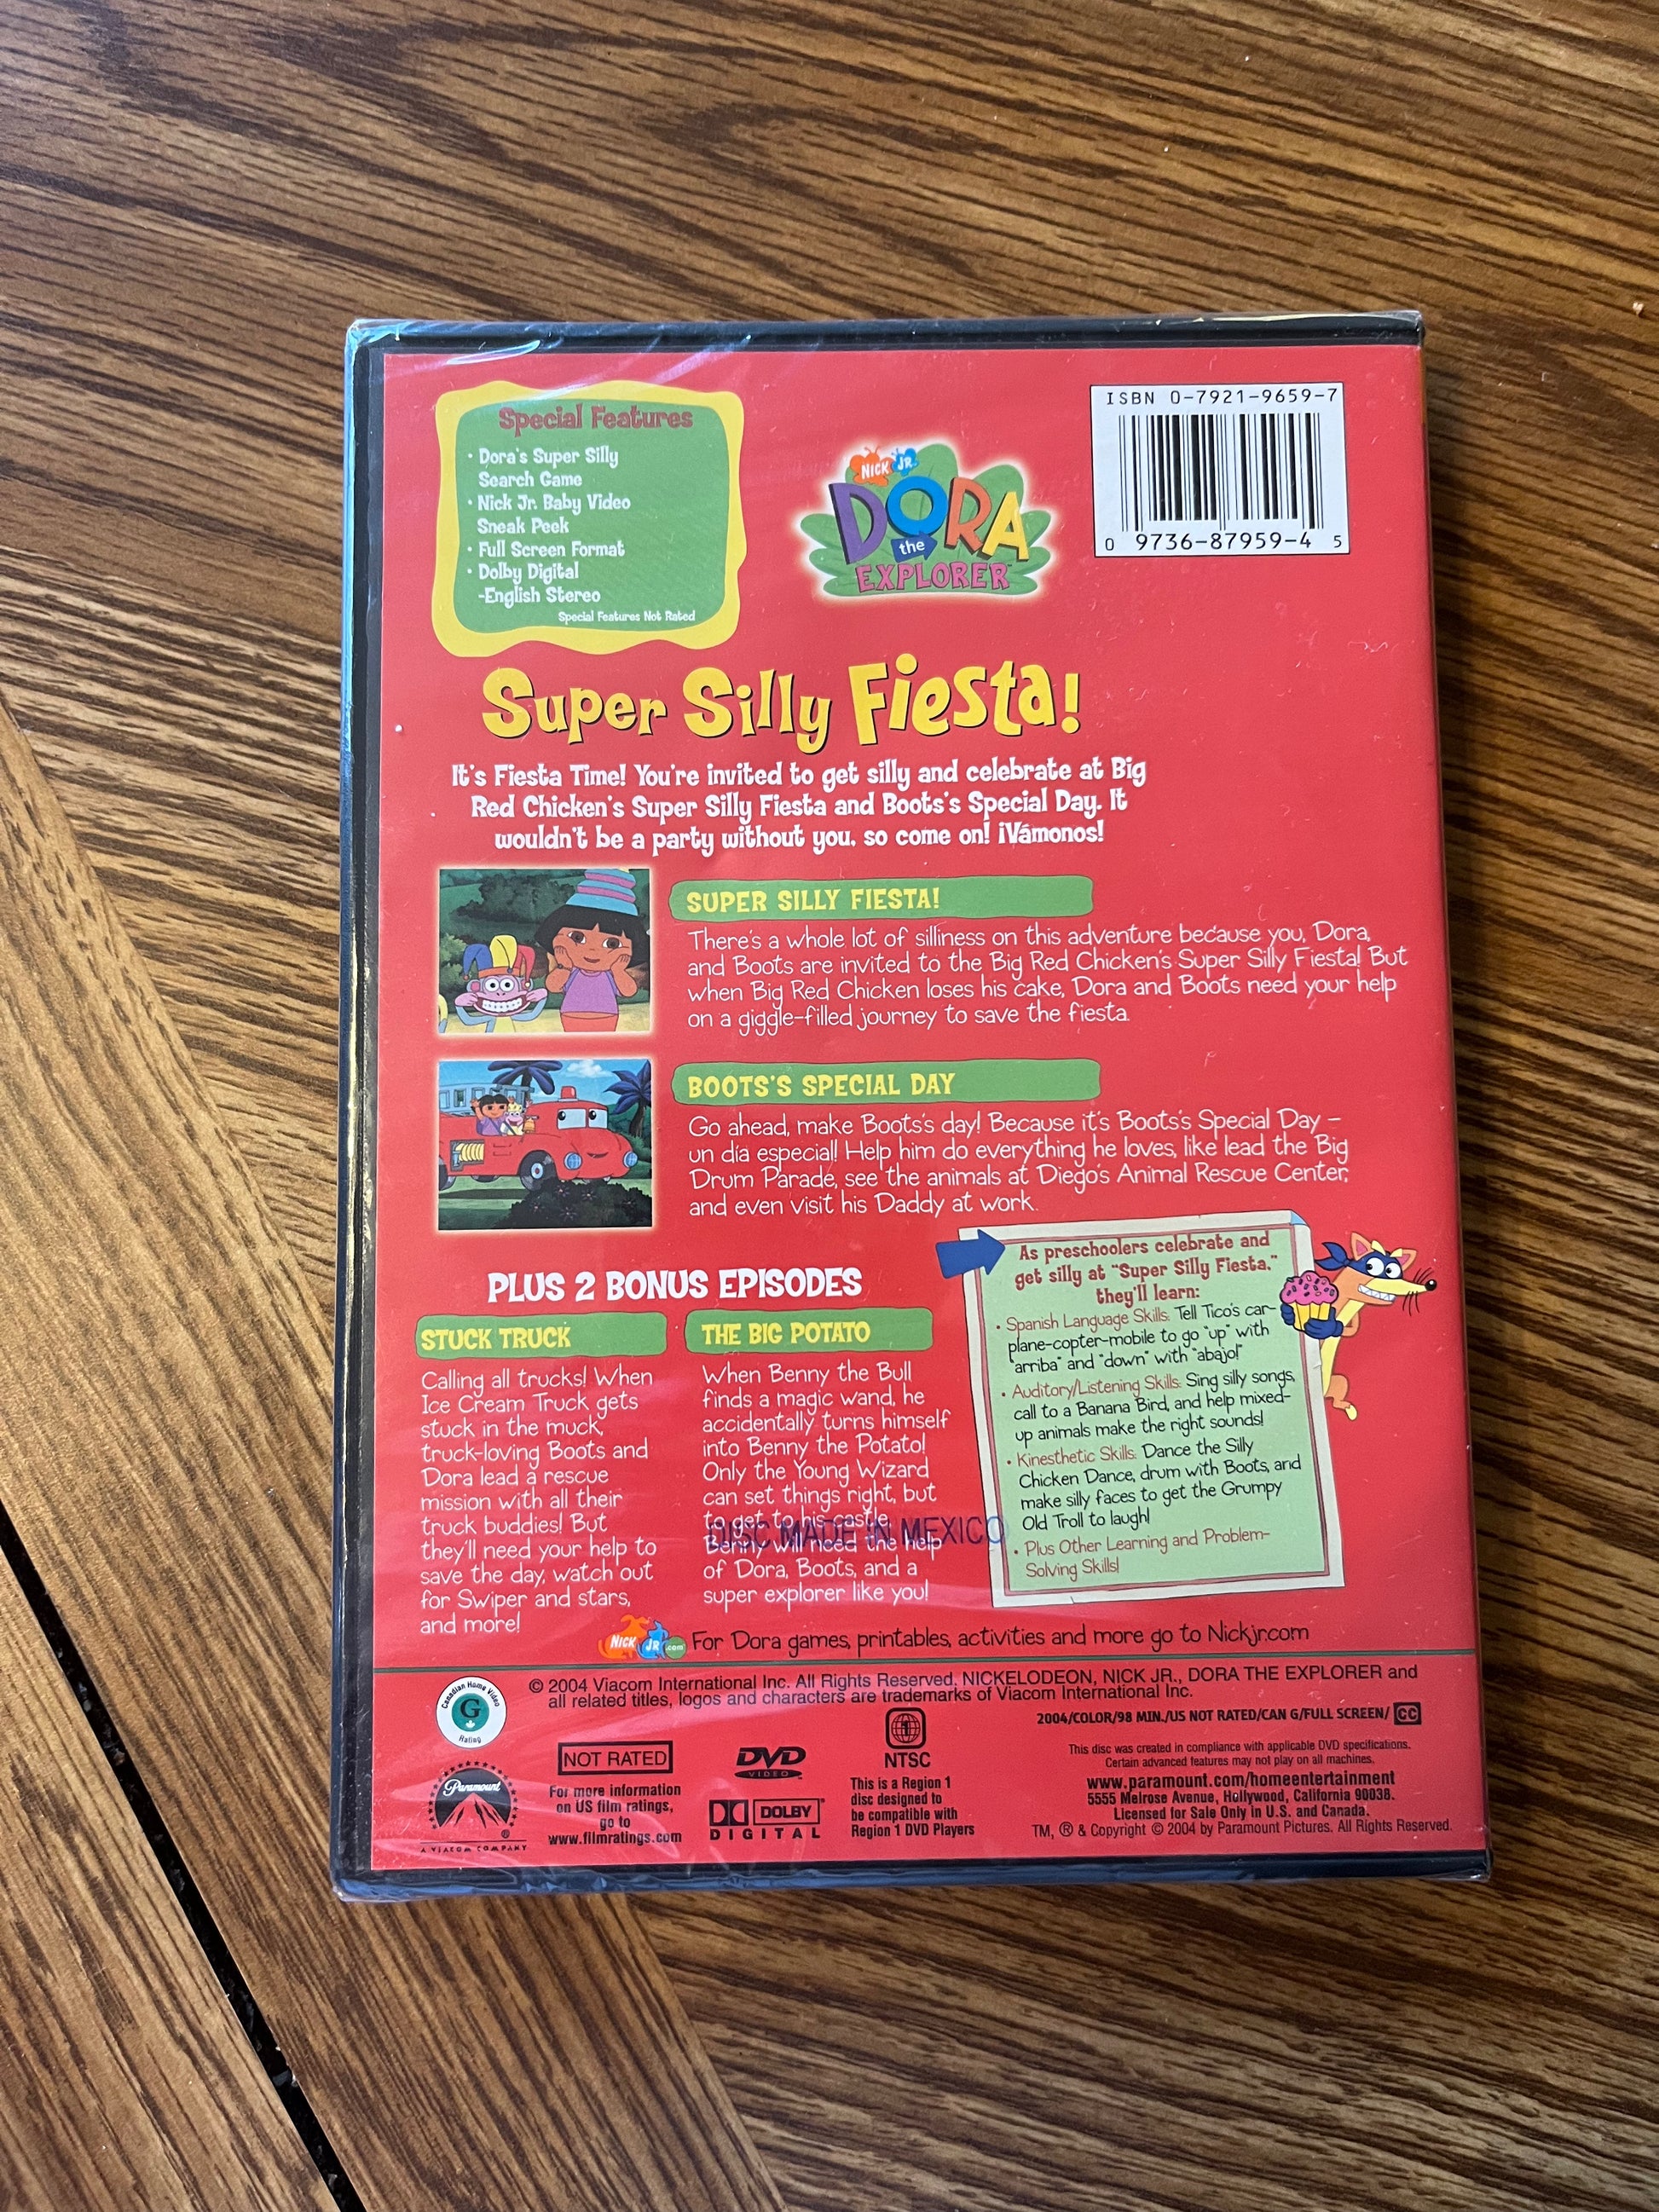 Special Features
• Dora's Super Silly
Search Game
• Nick Jr. Baby Video
Sneak Peek
• Full Screen Format
• Dolby Digital
-English Stereo
Special Features Not Rated
NICK JR.
DORA
the
EXPLORER™
ISBN 0-7921-9659-7
0 9736-87959-4 5
Super Silly Fiesta!
It's Fiesta Time! You're invited to get silly and celebrate at Big
Red Chicken's Super Silly Fiesta and Boots's Special Day. It
wouldn't be a party without you, so come on! ¡Vámonos!
SUPER SILLY FIESTA!
There's a whole lot of silliness on this adventure because you, Dora,
and Boots are invited to the Big Red Chicken's Super Silly Fiesta! But
when Big Red Chicken loses his cake, Dora and Boots need your help
on a giggle-filled journey to save the fiesta.
BOOTS'S SPECIAL DAY
Go ahead, make Boots's day! Because it's Boots's Special Day –
un día especial! Help him do everything he loves, like lead the Big
Drum Parade, see the animals at Diego's Animal Rescue Center,
and even visit his Daddy at work.
PLUS 2 BONUS EPISODES
STUCK TRUCK
Calling all trucks! When
Ice Cream Truck gets
stuck in the muck,
truck-loving Boots and
Dora lead a rescue
mission with all their
truck buddies! But
they'll need your help to
save the day, watch out
for Swiper and stars,
and more!
THE BIG POTATO
When Benny the Bull
finds a magic wand, he
accidentally turns himself
into Benny the Potato!
Only the Young Wizard
can set things right, but
to get to his castle,
Benny will need the help
of Dora, Boots, and a
super explorer like you!
DISC MADE IN MEXICO
As preschoolers celebrate and
get silly at "Super Silly Fiesta,"
they'll learn:
• Spanish Language Skills: Tell Tico's car-
plane-copter-mobile to go "up" with
"arriba" and "down" with "abajo!"
• Auditory/Listening Skills: Sing silly songs,
call to a Banana Bird, and help mixed-
up animals make the right sounds!
• Kinesthetic Skills: Dance the Silly
Chicken Dance, drum with Boots, and
make silly faces to get the Grumpy
Old Troll to laugh!
• Plus Other Learning and Problem-
Solving Skills!
NICK JR .com For Dora games, printables, activities and more go to Nickjr.com
© 2004 Viacom International Inc. All Rights Reserved. NICKELODEON, NICK JR., DORA THE EXPLORER and
all related titles, logos and characters are trademarks of Viacom International Inc.
Canadian Home Video
G
Rating
Paramount
®
A VIACOM COMPANY
NOT RATED
For more information
on US film ratings,
go to
www.filmratings.com
DVD
VIDEO
DOLBY
DIGITAL
1
NTSC
This is a Region 1
disc designed to
be compatible with
Region 1 DVD Players
2004/COLOR/98 MIN./US NOT RATED/CAN G/FULL SCREEN/ CC
This disc was created in compliance with applicable DVD specifications.
Certain advanced features may not play on all machines.
www.paramount.com/homeentertainment
5555 Melrose Avenue, Hollywood, California 90038.
Licensed for Sale Only in U.S. and Canada.
TM, ® & Copyright © 2004 by Paramount Pictures. All Rights Reserved.